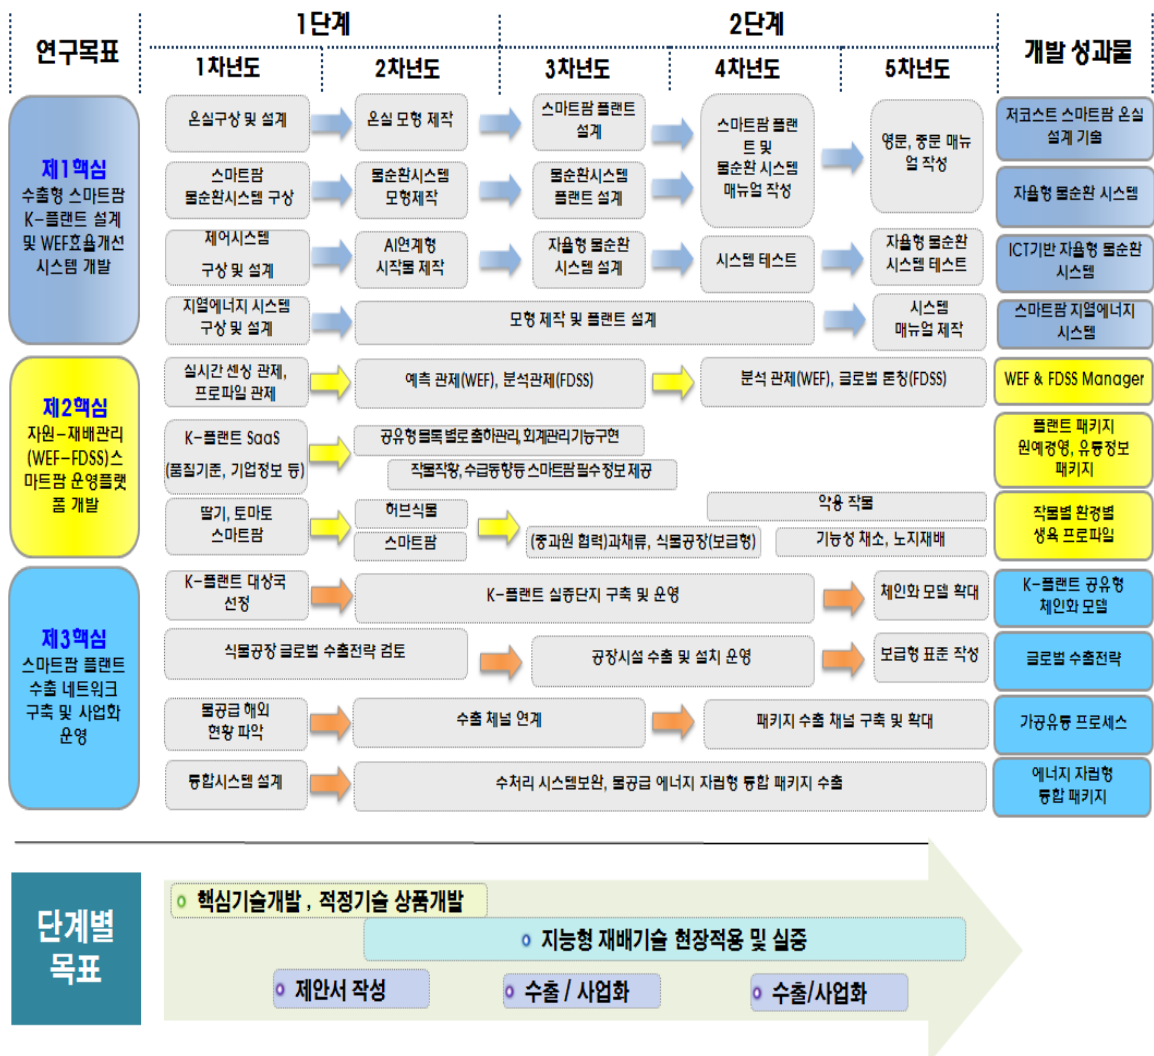 연구목표
1단계
2단계
개발 성과물
1차년도
2차년도
3차년도
4차년도
5차년도
제1핵심
수출형 스마트팜
K-플랜트 설계
및 WEF효율개선
시스템 개발
온실구상 및 설계
온실 모형 제작
스마트팜 플랜트
설계
스마트팜 플랜
트 및
물순환 시스템
매뉴얼 작성
영문, 중문 매뉴
얼 작성
저코스트 스마트팜 온실
설계 기술
스마트팜
물순환시스템 구상
물순환시스템
모형제작
물순환시스템
플랜트 설계
자율형 물순환 시스템
제어시스템
구상 및 설계
AI연계형
시작물 제작
자율형 물순환
시스템 설계
시스템 테스트
자율형 물순환
시스템 테스트
ICT기반 자율형 물순환
시스템
지열에너지 시스템
구상 및 설계
모형 제작 및 플랜트 설계
시스템
매뉴얼 제작
스마트팜 지열에너지
시스템
제2핵심
자원-재배관리
(WEF-FDSS)스
마트팜 운영플랫
폼 개발
실시간 센싱 관제,
프로파일 관제
예측 관제(WEF), 분석관제(FDSS)
분석 관제(WEF), 글로벌 론칭(FDSS)
WEF & FDSS Manager
K-플랜트 SaaS
(품질기준, 기업정보 등)
공유형 블록 별로 출하관리, 회계관리 기능구현
작물작황, 수급동향등 스마트팜 필수 정보 제공
플랜트 패키지
원예경영, 유통정보
패키지
딸기, 토마토
스마트팜
허브식물
스마트팜
(중과원 협력)과채류, 식물공장(보급형)
약용 작물
기능성 채소, 노지재배
작물별 환경별
생육 프로파일
제3핵심
스마트팜 플랜트
수출 네트워크
구축 및 사업화
운영
K-플랜트 대상국
선정
K-플랜트 실증단지 구축 및 운영
체인화 모델 확대
K-플랜트 공유형
체인화 모델
식물공장 글로벌 수출전략 검토
공장시설 수출 및 설치 운영
보급형 표준 작성
글로벌 수출전략
물공급 해외
현황 파악
수출 채널 연계
패키지 수출 채널 구축 및 확대
가공유통 프로세스
통합시스템 설계
수처리 시스템보완, 물공급 에너지 자립형 통합 패키지 수출
에너지 자립형
통합 패키지
단계별
목표
핵심기술개발 , 적정기술 상품개발
지능형 재배기술 현장적용 및 실증
제안서 작성
수출 / 사업화
수출/사업화